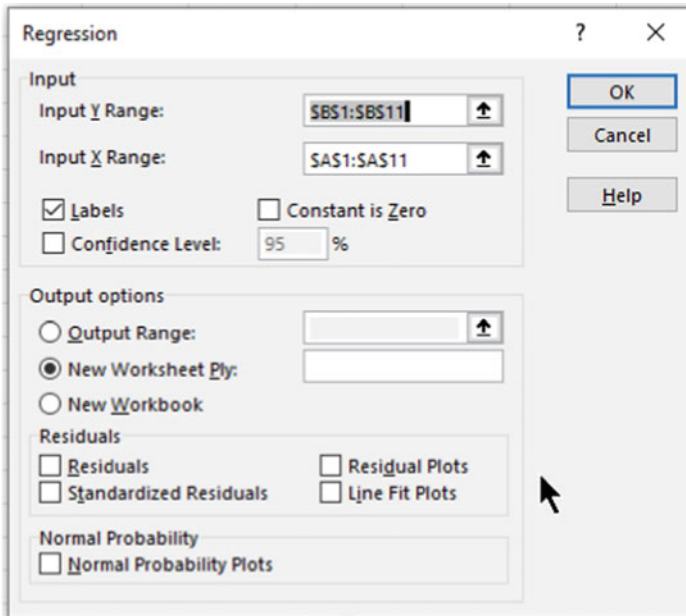 Regression ? ×
Input
Input Y Range: $B$1:$B$11
Input X Range: $A$1:$A$11
Labels Constant is Zero
Confidence Level: 95 %
OK
Cancel
Help
Output options
Output Range:
New Worksheet Ply:
New Workbook
Residuals
Residuals Residual Plots
Standardized Residuals Line Fit Plots
Normal Probability
Normal Probability Plots